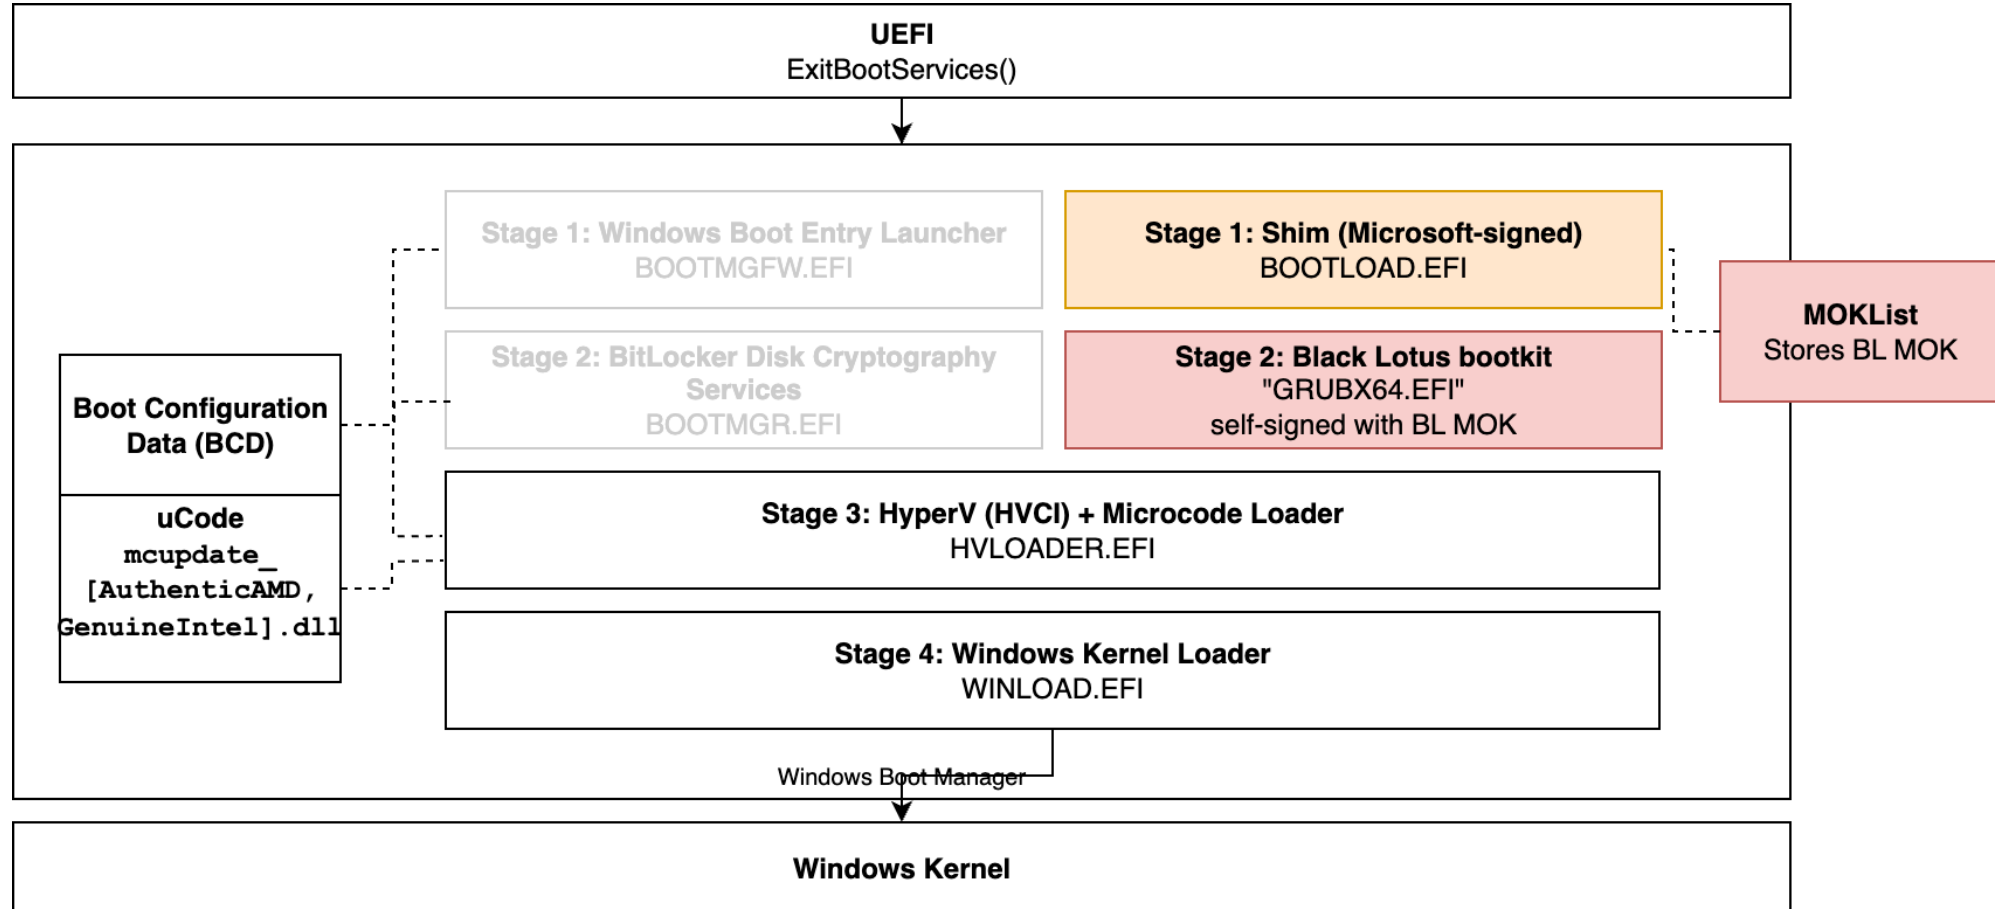 UEFI
ExitBootServices()
Stage 1: Windows Boot Entry Launcher
BOOTMGFW.EFI
Stage 1: Shim (Microsoft-signed)
BOOTLOAD.EFI
MOKList
Stores BL MOK
Stage 2: BitLocker Disk Cryptography
Services
BOOTMGR.EFI
Stage 2: Black Lotus bootkit
"GRUBX64.EFI"
self-signed with BL MOK
Boot Configuration
Data (BCD)
uCode
mcupdate_
[AuthenticAMD,
GenuineIntel].dll
Stage 3: HyperV (HVCI) + Microcode Loader
HVLOADER.EFI
Stage 4: Windows Kernel Loader
WINLOAD.EFI
Windows Boot Manager
Windows Kernel